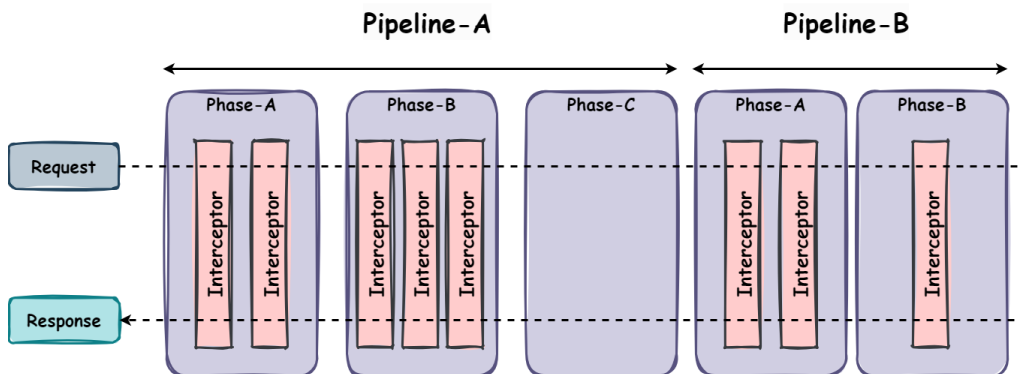 Pipeline-A
Pipeline-B
Phase-A
Phase-B
Phase-C
Phase-A
Phase-B
Request
Interceptor
Interceptor
Interceptor
Interceptor
Interceptor
Interceptor
Interceptor
Interceptor
Response